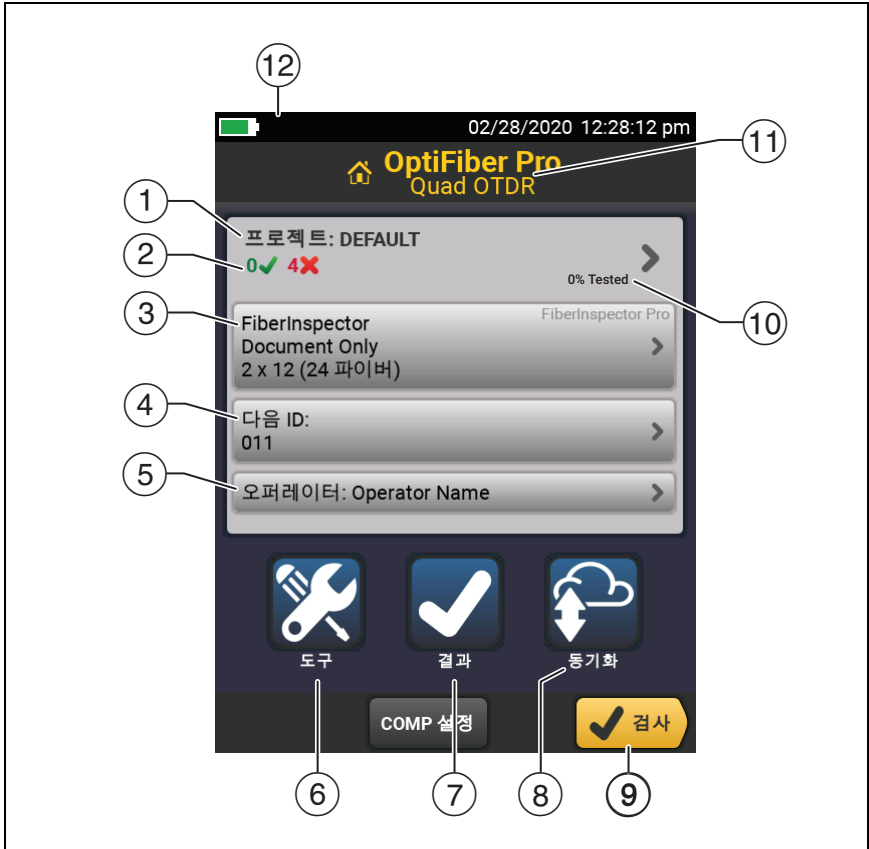 12
02/28/2020 12:28:12 pm
11
OptiFiber Pro
Quad OTDR
1
프로젝트: DEFAULT
2
0 4
0% Tested
10
3
FiberInspector Pro
FiberInspector
Document Only
2 x 12 (24 파이버)
4
다음 ID:
011
5
오퍼레이터: Operator Name
도구
결과
동기화
COMP 설정
검사
6
7
8
9